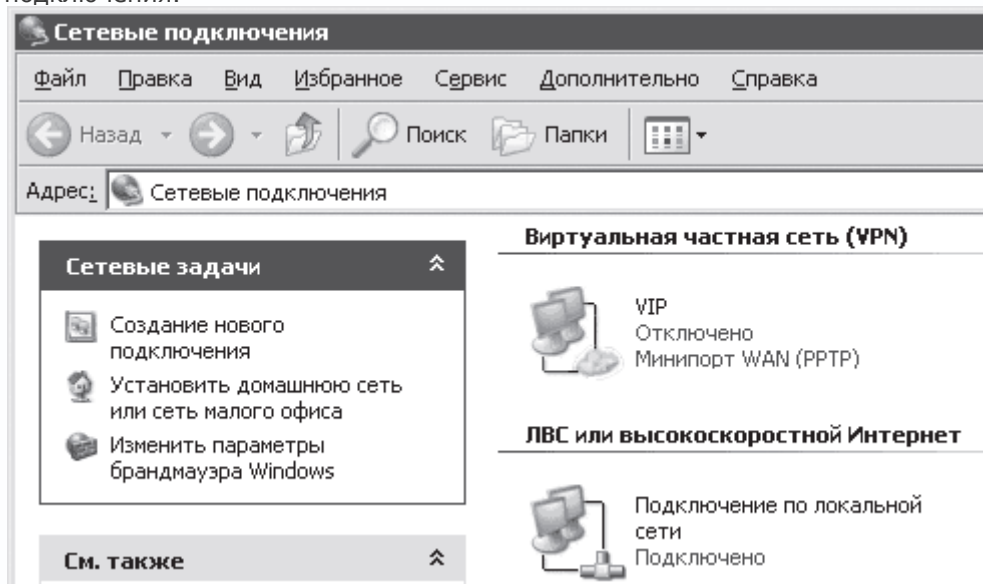 подключения.
Сетевые подключения
Файл Правка Вид Избранное Сервис Дополнительно Справка
Назад Поиск Папки
Адрес: Сетевые подключения
Сетевые задачи
Создание нового
подключения
Установить домашнюю сеть
или сеть малого офиса
Изменить параметры
брандмауэра Windows
См. также
Виртуальная частная сеть (VPN)
VIP
Отключено
Минипорт WAN (PPTP)
ЛВС или высокоскоростной Интернет
Подключение по локальной
сети
Подключено